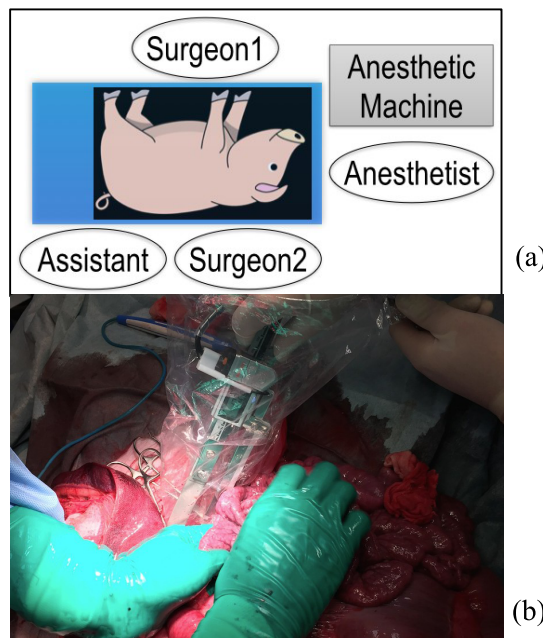 Surgeon1
Anesthetic
Machine
Anesthetist
Assistant
Surgeon2
(a)
(b)